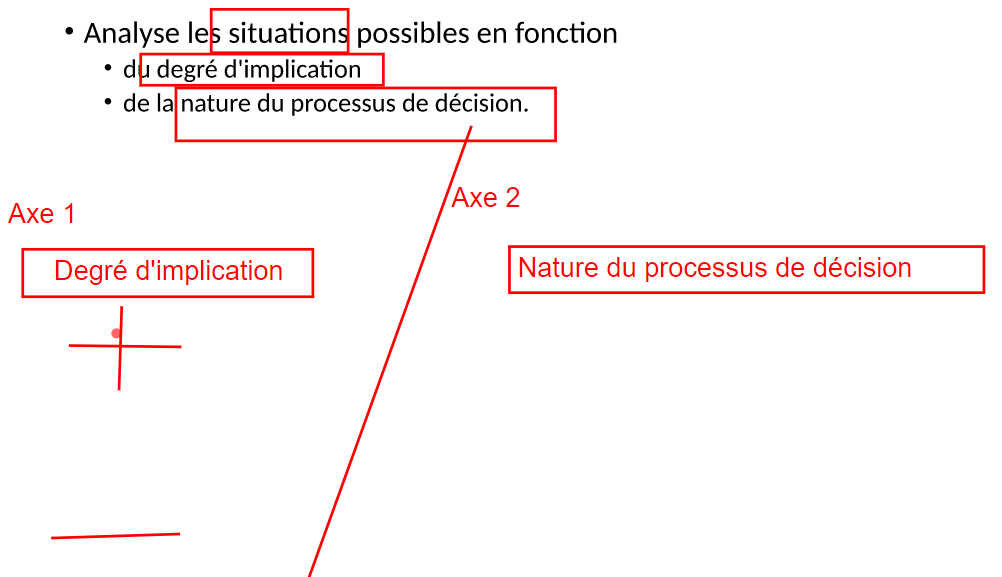 • Analyse les situations possibles en fonction
• du degré d'implication
• de la nature du processus de décision.
Axe 2
Axe 1
Degré d'implication
Nature du processus de décision